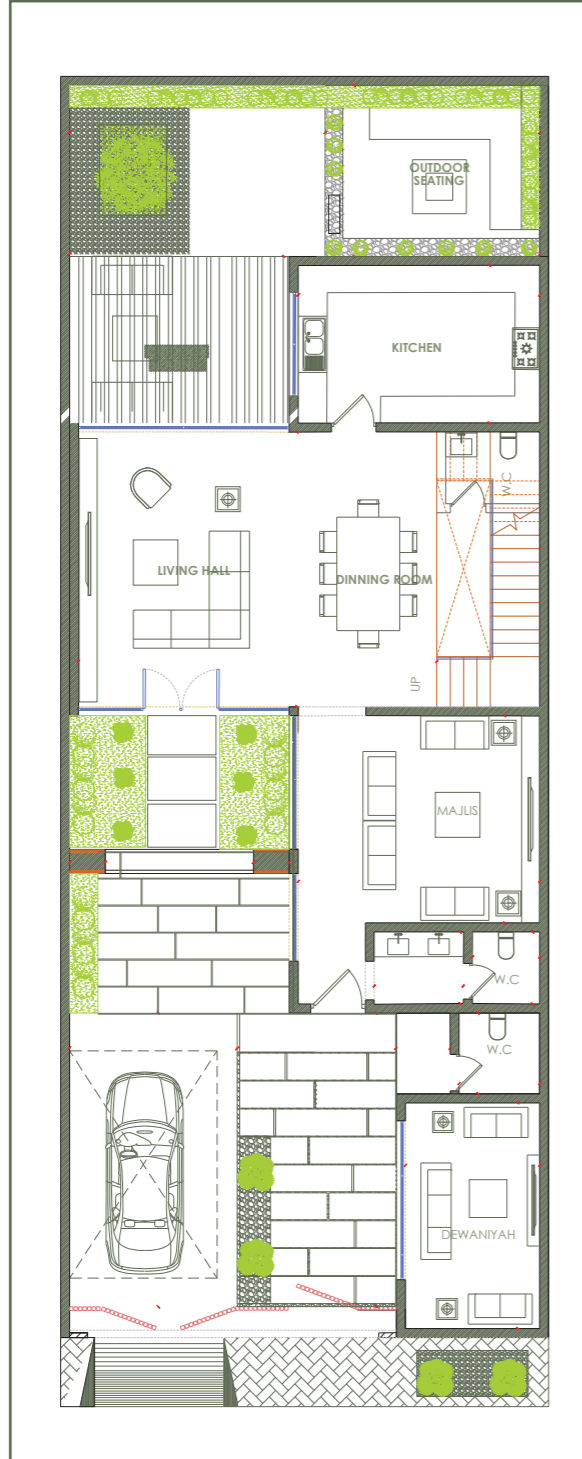 OUTDOOR
SEATING
KITCHEN
W.C
LIVING HALL
DINNING ROOM
UP
MAJLIS
W.C
W.C
DEWANIYAH